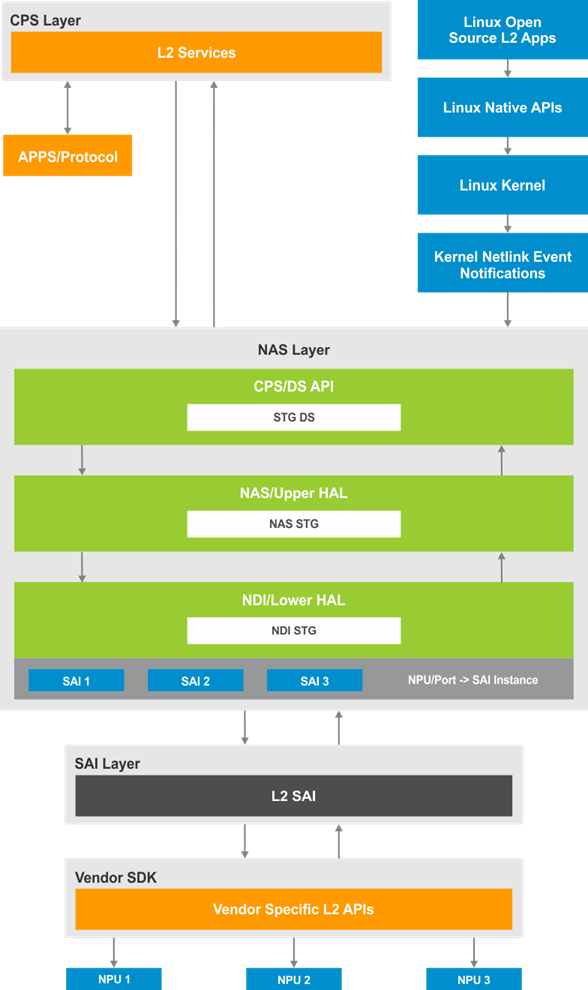 CPS Layer
L2 Services
APPS/Protocol
Linux Open
Source L2 Apps
Linux Native APIs
Linux Kernel
Kernel Netlink Event
Notifications
NAS Layer
CPS/DS API
STG DS
NAS/Upper HAL
NAS STG
NDI/Lower HAL
NDI STG
SAI 1
SAI 2
SAI 3
NPU/Port -> SAI Instance
SAI Layer
L2 SAI
Vendor SDK
Vendor Specific L2 APIs
NPU 1
NPU 2
NPU 3